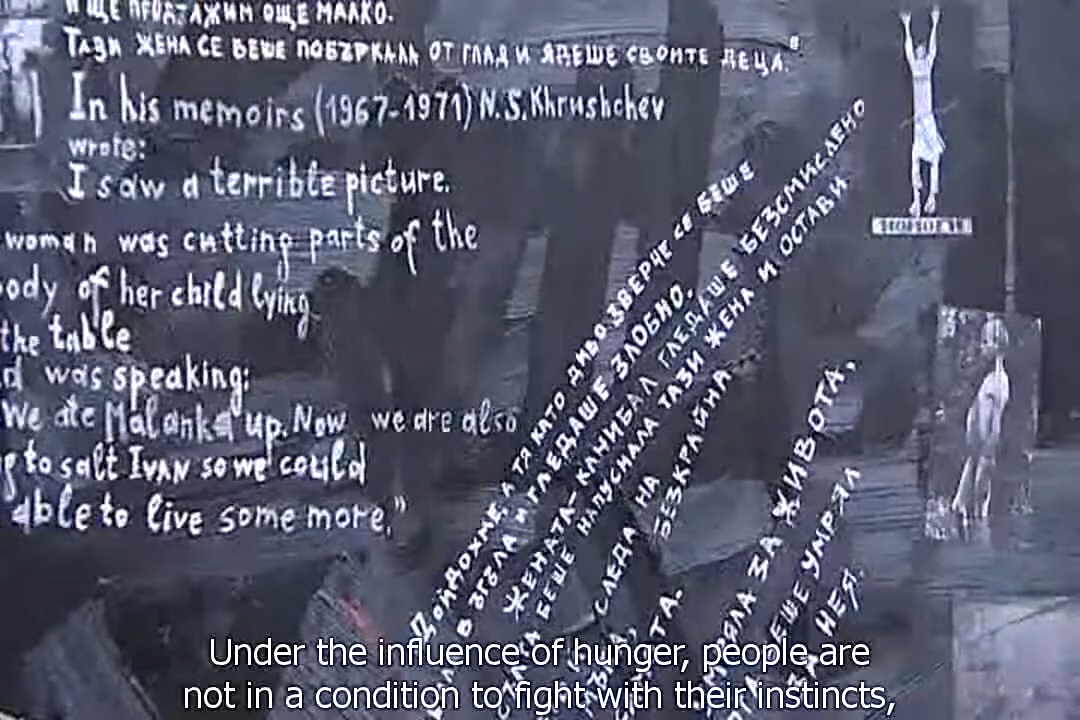 И ЩЕ ПРОТАЖИМ ОЩЕ МАЛКО.
ТАЗИ ЖЕНА СЕ БЕШЕ ПОБЪРКАЛА ОТ ГЛАД И ЯДЕШЕ СВОИТЕ ДЕЦА."
In his memoirs (1967-1971) N.S.Khrushchev
wrote:
I saw a terrible picture.
woman was cutting parts of the
ody of her child lying
the table
d was speaking:
We ate Malanka up. Now we are also
g to salt IVAN so we could
able to live some more."
ДОЙДОХМЕ, А ТЯ КАТО ДИВО ЗВЕРЧЕ СЕ БЕШЕ
В ЪГЪЛА И ГЛЕДАШЕ ЗЛОБНО.
ЖЕНАТА-КАНИБАЛ ГЛЕДАШЕ БЕЗСМИСЛЕНО
БЕШЕ НАПУСНАЛА ТАЗИ ЖЕНА И ОСТАВИ
СЛЕДА НА БЕЗКРАЙНА
ЗА ЖИВОТА,
БЕШЕ УМРЯЛ
ЗА НЕЯ.
Under the influence of hunger, people are
not in a condition to fight with their instincts,